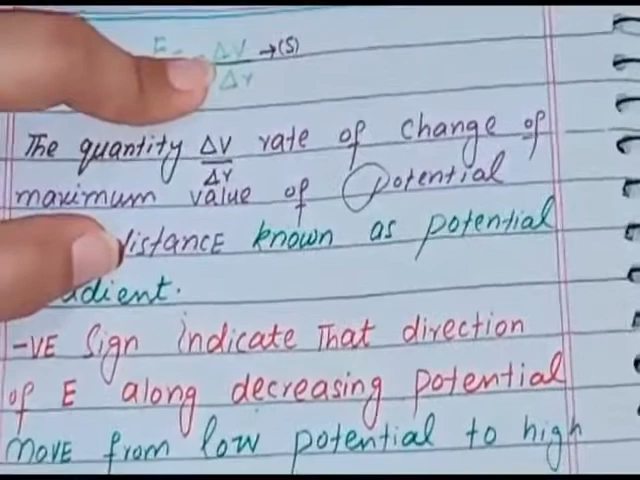 E = -ΔV/Δr →(5)
The quantity ΔV/Δr rate of change of
maximum value of potential
distance known as potential
gradient.
-VE Sign indicate That direction
of E along decreasing potential
move from low potential to high